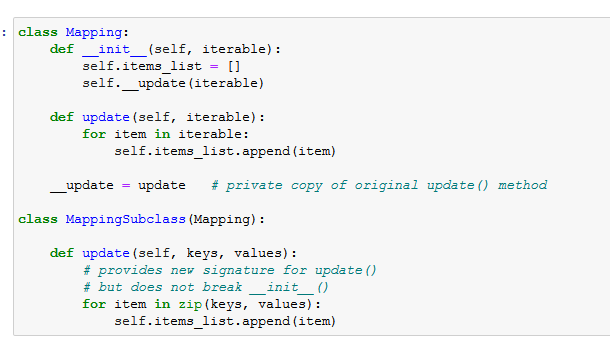 : class Mapping:
    def __init__(self, iterable):
        self.items_list = []
        self.__update(iterable)

    def update(self, iterable):
        for item in iterable:
            self.items_list.append(item)

    __update = update   # private copy of original update() method

class MappingSubclass(Mapping):

    def update(self, keys, values):
        # provides new signature for update()
        # but does not break __init__()
        for item in zip(keys, values):
            self.items_list.append(item)